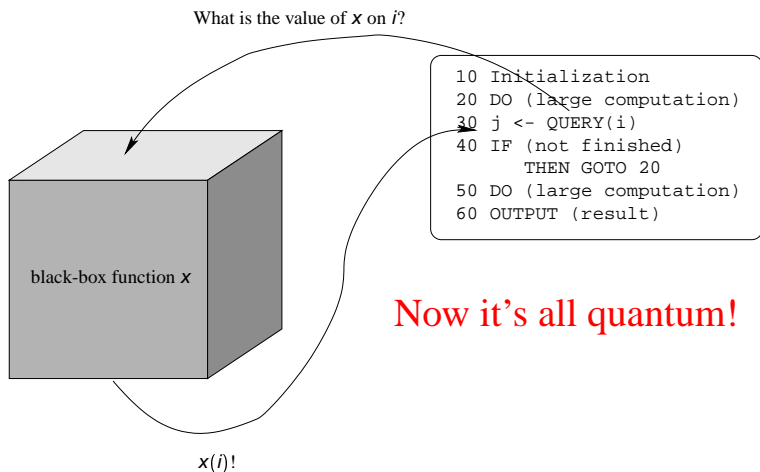 What is the value of x on i?
10 Initialization
20 DO (large computation)
30 j <- QUERY(i)
40 IF (not finished)
THEN GOTO 20
50 DO (large computation)
60 OUTPUT (result)
black-box function x
Now it's all quantum!
x(i)!